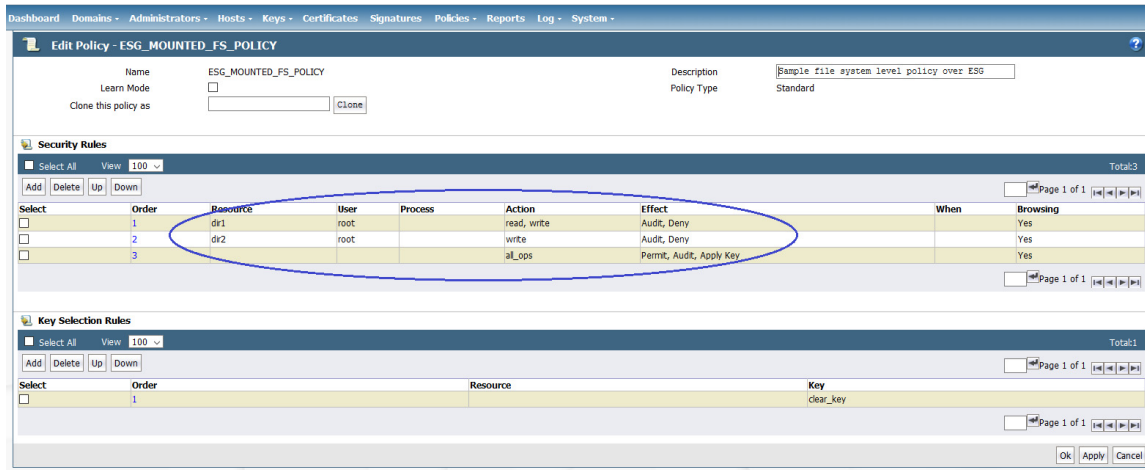 Dashboard Domains Administrators Hosts Keys Certificates Signatures Policies Reports Log System
Edit Policy - ESG_MOUNTED_FS_POLICY ?
Name ESG_MOUNTED_FS_POLICY Description Sample file system level policy over ESG
Learn Mode Policy Type Standard
Clone this policy as Clone
Security Rules
Select All View 100 Total:3
Add Delete Up Down Page 1 of 1
Select Order Resource User Process Action Effect When Browsing
1 dir1 root read, write Audit, Deny Yes
2 dir2 root write Audit, Deny Yes
3 all_ops Permit, Audit, Apply Key Yes
Page 1 of 1
Key Selection Rules
Select All View 100 Total:1
Add Delete Up Down Page 1 of 1
Select Order Resource Key
1 clear_key
Page 1 of 1
Ok Apply Cancel